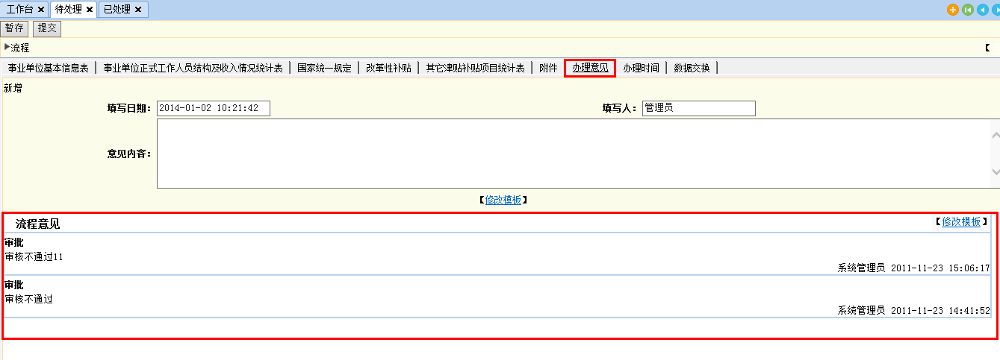 工作台 待处理 已处理
暂存 提交
流程 【
事业单位基本信息表 事业单位正式工作人员结构及收入情况统计表 国家统一规定 改革性补贴 其它津贴补贴项目统计表 附件 办理意见 办理时间 数据交换
新增
填写日期： 2014-01-02 10:21:42 填写人： 管理员
意见内容：
【修改模板】
流程意见 【修改模板】
审批
审核不通过11
系统管理员 2011-11-23 15:06:17
审批
审核不通过
系统管理员 2011-11-23 14:41:52